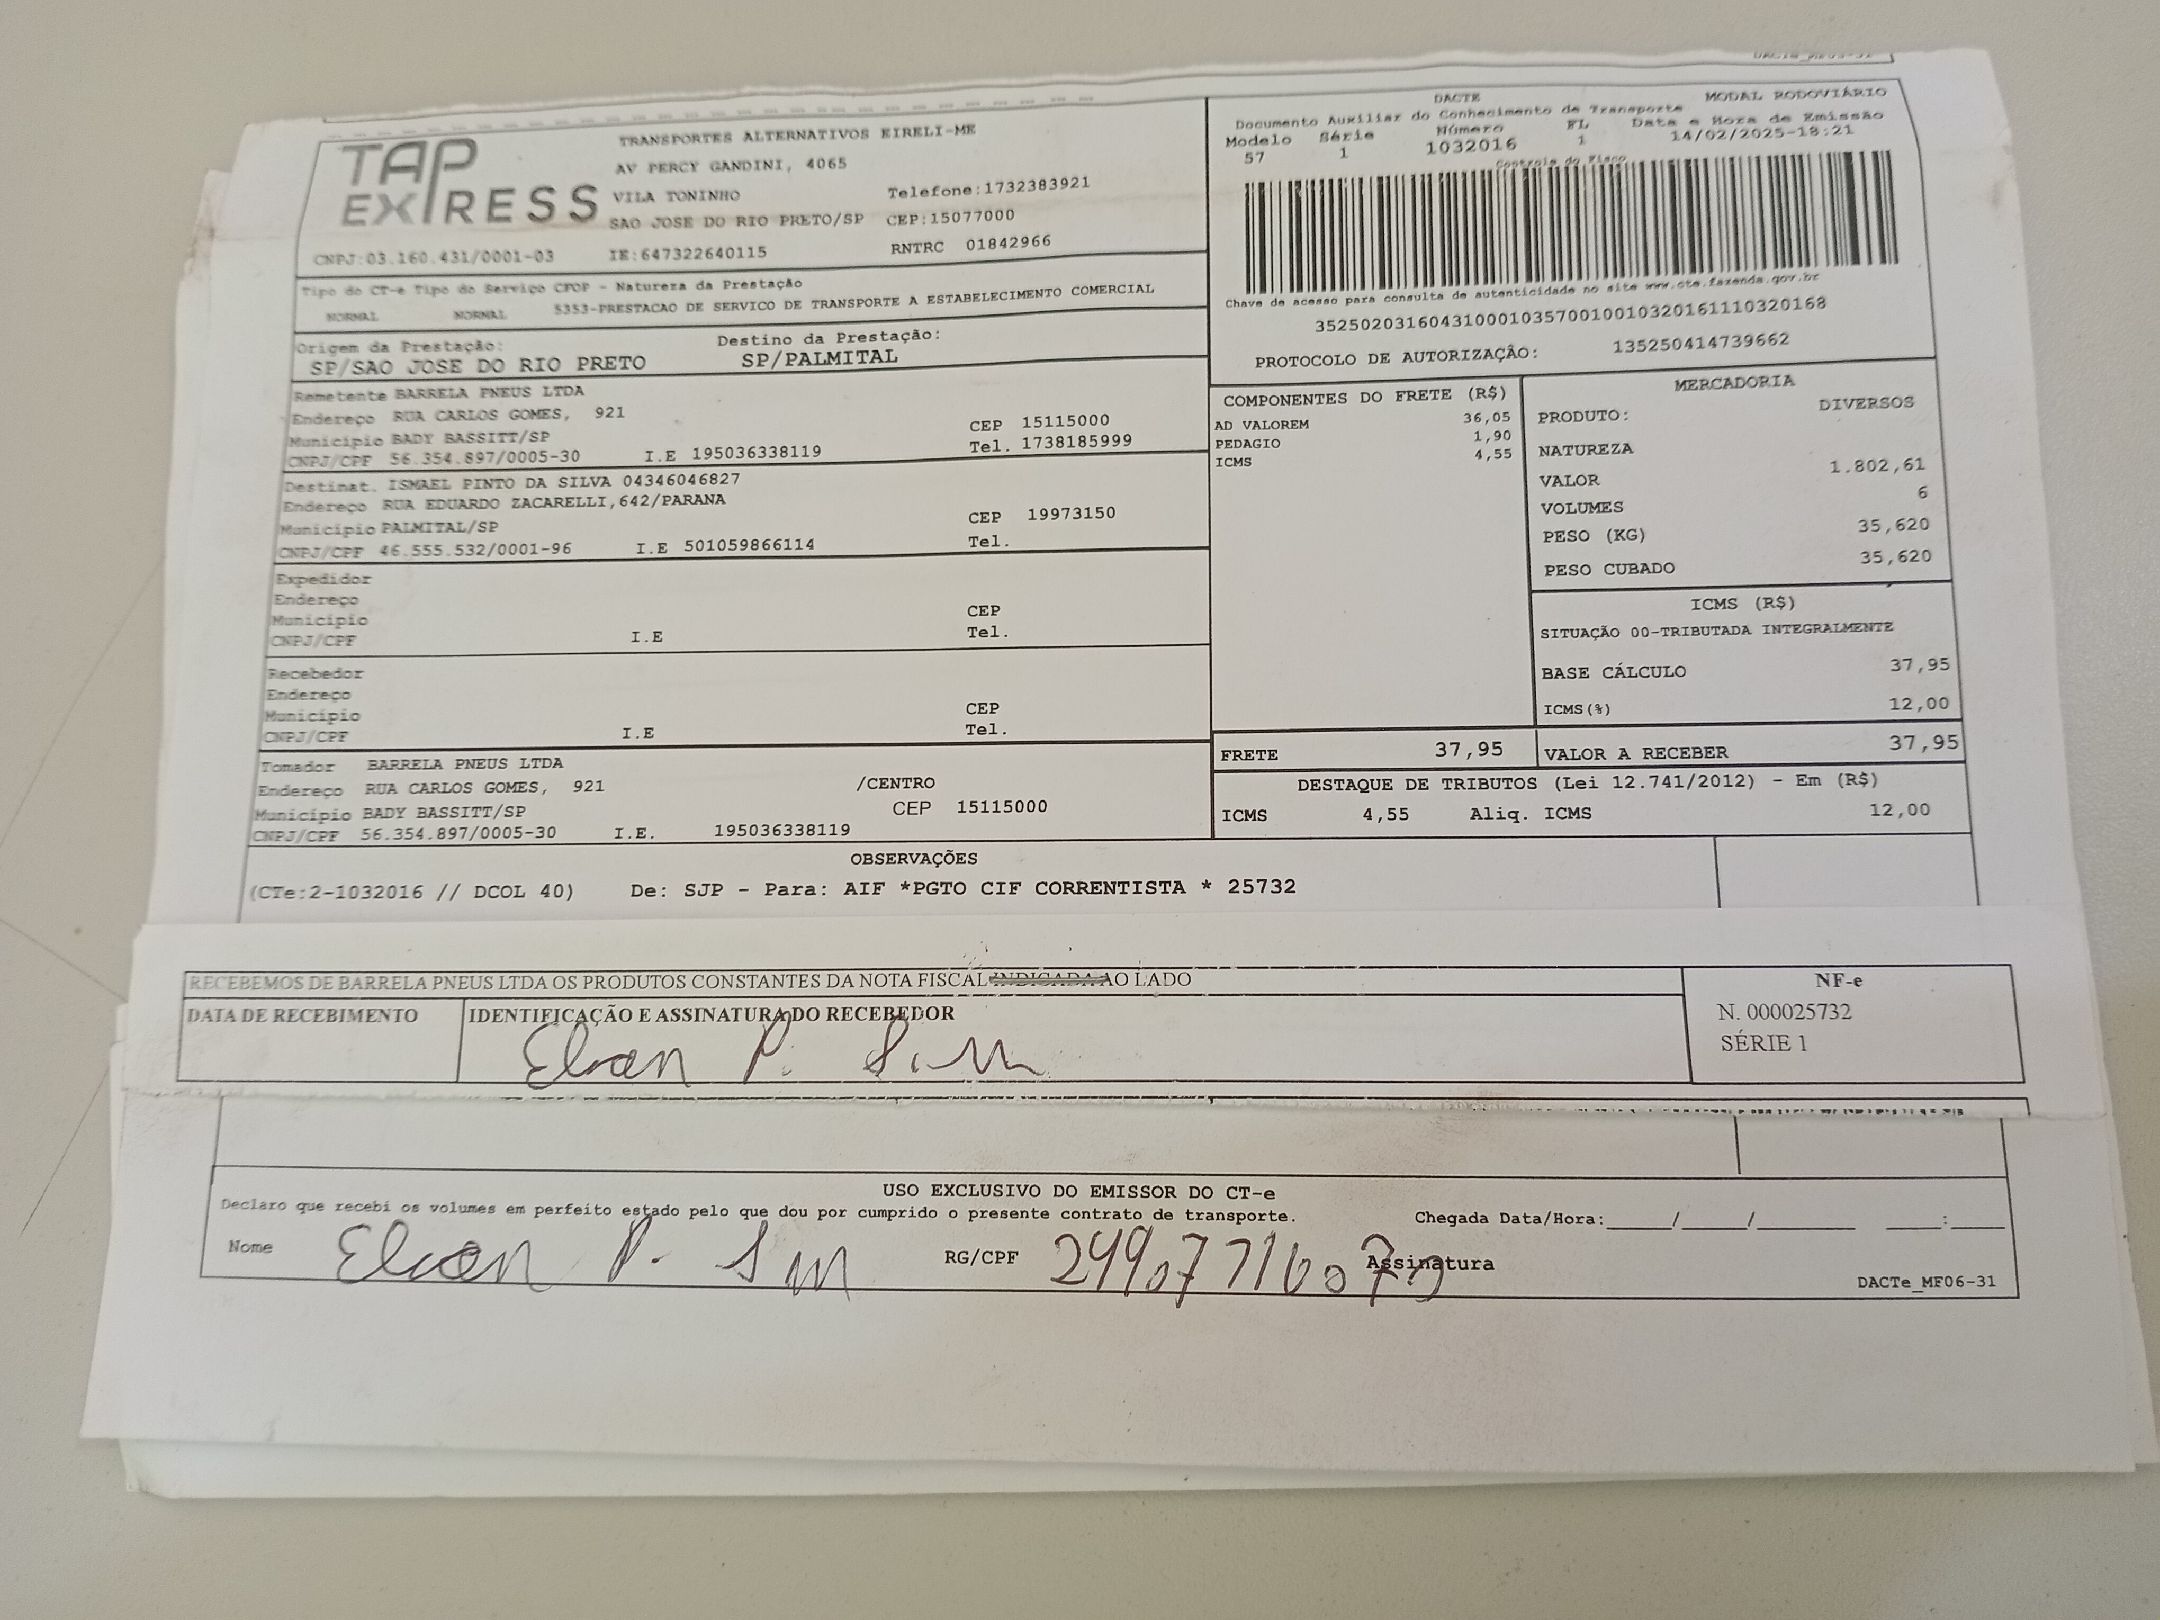 TAP EXPRESS
TRANSPORTES ALTERNATIVOS EIRELI-ME
AV PERCY GANDINI, 4065
VILA TONINHO Telefone:1732383921
SAO JOSE DO RIO PRETO/SP CEP:15077000
CNPJ:03.160.431/0001-03 IE:647322640115 RNTRC 01842966
Tipo do CT-e Tipo do Serviço CFOP - Natureza da Prestação
NORMAL NORMAL 5353-PRESTACAO DE SERVICO DE TRANSPORTE A ESTABELECIMENTO COMERCIAL
Origem da Prestação: Destino da Prestação:
SP/SAO JOSE DO RIO PRETO SP/PALMITAL
Remetente BARRELA PNEUS LTDA
Endereço RUA CARLOS GOMES, 921
Município BADY BASSITT/SP CEP 15115000
CNPJ/CPF 56.354.897/0005-30 I.E 195036338119 Tel. 1738185999
Destinat. ISMAEL PINTO DA SILVA 04346046827
Endereço RUA EDUARDO ZACARELLI,642/PARANA
Município PALMITAL/SP CEP 19973150
CNPJ/CPF 46.555.532/0001-96 I.E 501059866114 Tel.
Expedidor
Endereço
Município CEP
CNPJ/CPF I.E Tel.
Recebedor
Endereço
Município CEP
CNPJ/CPF I.E Tel.
Tomador BARRELA PNEUS LTDA
Endereço RUA CARLOS GOMES, 921 /CENTRO
Município BADY BASSITT/SP CEP 15115000
CNPJ/CPF 56.354.897/0005-30 I.E. 195036338119
DACTE MODAL RODOVIÁRIO
Documento Auxiliar do Conhecimento de Transporte
Modelo Série Número FL Data e Hora de Emissão
57 1 1032016 1 14/02/2025-18:21
Controle do Fisco
Chave de acesso para consulta de autenticidade no site www.cte.fazenda.gov.br
35250203160431000103570010010320161110320168
PROTOCOLO DE AUTORIZAÇÃO: 135250414739662
COMPONENTES DO FRETE (R$)
AD VALOREM 36,05
PEDAGIO 1,90
ICMS 4,55
MERCADORIA
PRODUTO: DIVERSOS
NATUREZA
VALOR 1.802,61
VOLUMES 6
PESO (KG) 35,620
PESO CUBADO 35,620
ICMS (R$)
SITUAÇÃO 00-TRIBUTADA INTEGRALMENTE
BASE CÁLCULO 37,95
ICMS(%) 12,00
FRETE 37,95 VALOR A RECEBER 37,95
DESTAQUE DE TRIBUTOS (Lei 12.741/2012) - Em (R$)
ICMS 4,55 Aliq. ICMS 12,00
OBSERVAÇÕES
(CTe:2-1032016 // DCOL 40) De: SJP - Para: AIF *PGTO CIF CORRENTISTA * 25732
RECEBEMOS DE BARRELA PNEUS LTDA OS PRODUTOS CONSTANTES DA NOTA FISCAL INDICADA AO LADO
DATA DE RECEBIMENTO IDENTIFICAÇÃO E ASSINATURA DO RECEBEDOR
NF-e
N. 000025732
SÉRIE 1
USO EXCLUSIVO DO EMISSOR DO CT-e
Declaro que recebi os volumes em perfeito estado pelo que dou por cumprido o presente contrato de transporte. Chegada Data/Hora:_____/_____/_______ ____:____
Nome RG/CPF Assinatura
DACTe_MF06-31